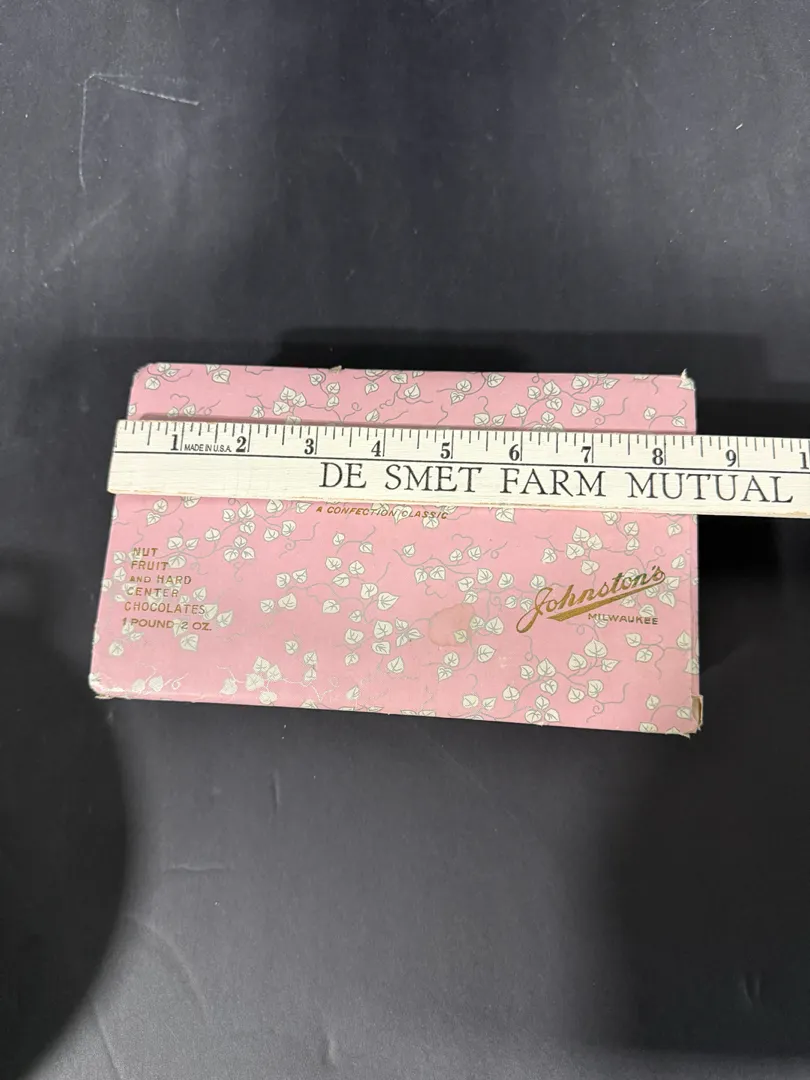 1 MADE IN U.S.A. 2 3 4 5 6 7 8 9 1
DE SMET FARM MUTUAL
A CONFECTION CLASSIC
NUT
FRUIT
AND HARD
CENTER
CHOCOLATES
1 POUND 2 OZ.
Johnston's
MILWAUKEE